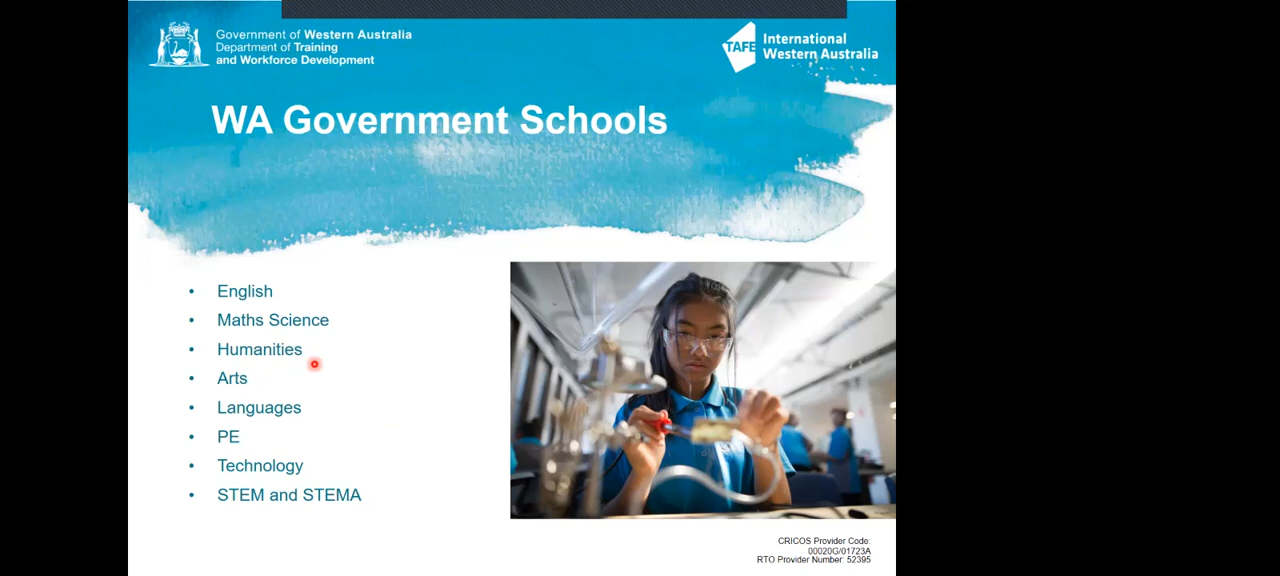 Government of Western Australia
Department of Training
and Workforce Development
TAFE
International
Western Australia
WA Government Schools
• English
• Maths Science
• Humanities
• Arts
• Languages
• PE
• Technology
• STEM and STEMA
CRICOS Provider Code:
00020G/01723A
RTO Provider Number: 52395